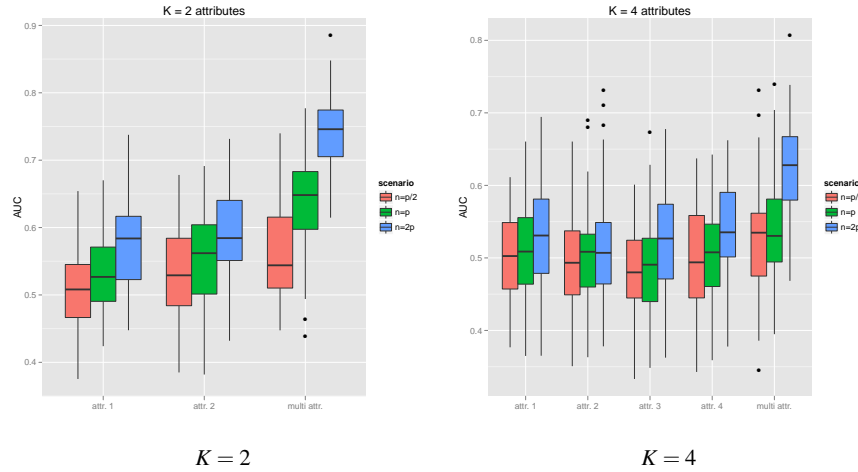 K = 2 attributes
0.9
0.8
0.7
0.6
0.5
0.4
AUC
attr. 1
attr. 2
multi attr.
scenario
n=p/2
n=p
n=2p
K = 2
K = 4 attributes
0.8
0.7
0.6
0.5
0.4
AUC
attr. 1
attr. 2
attr. 3
attr. 4
multi attr.
scenario
n=p/
n=p
n=2p
K = 4